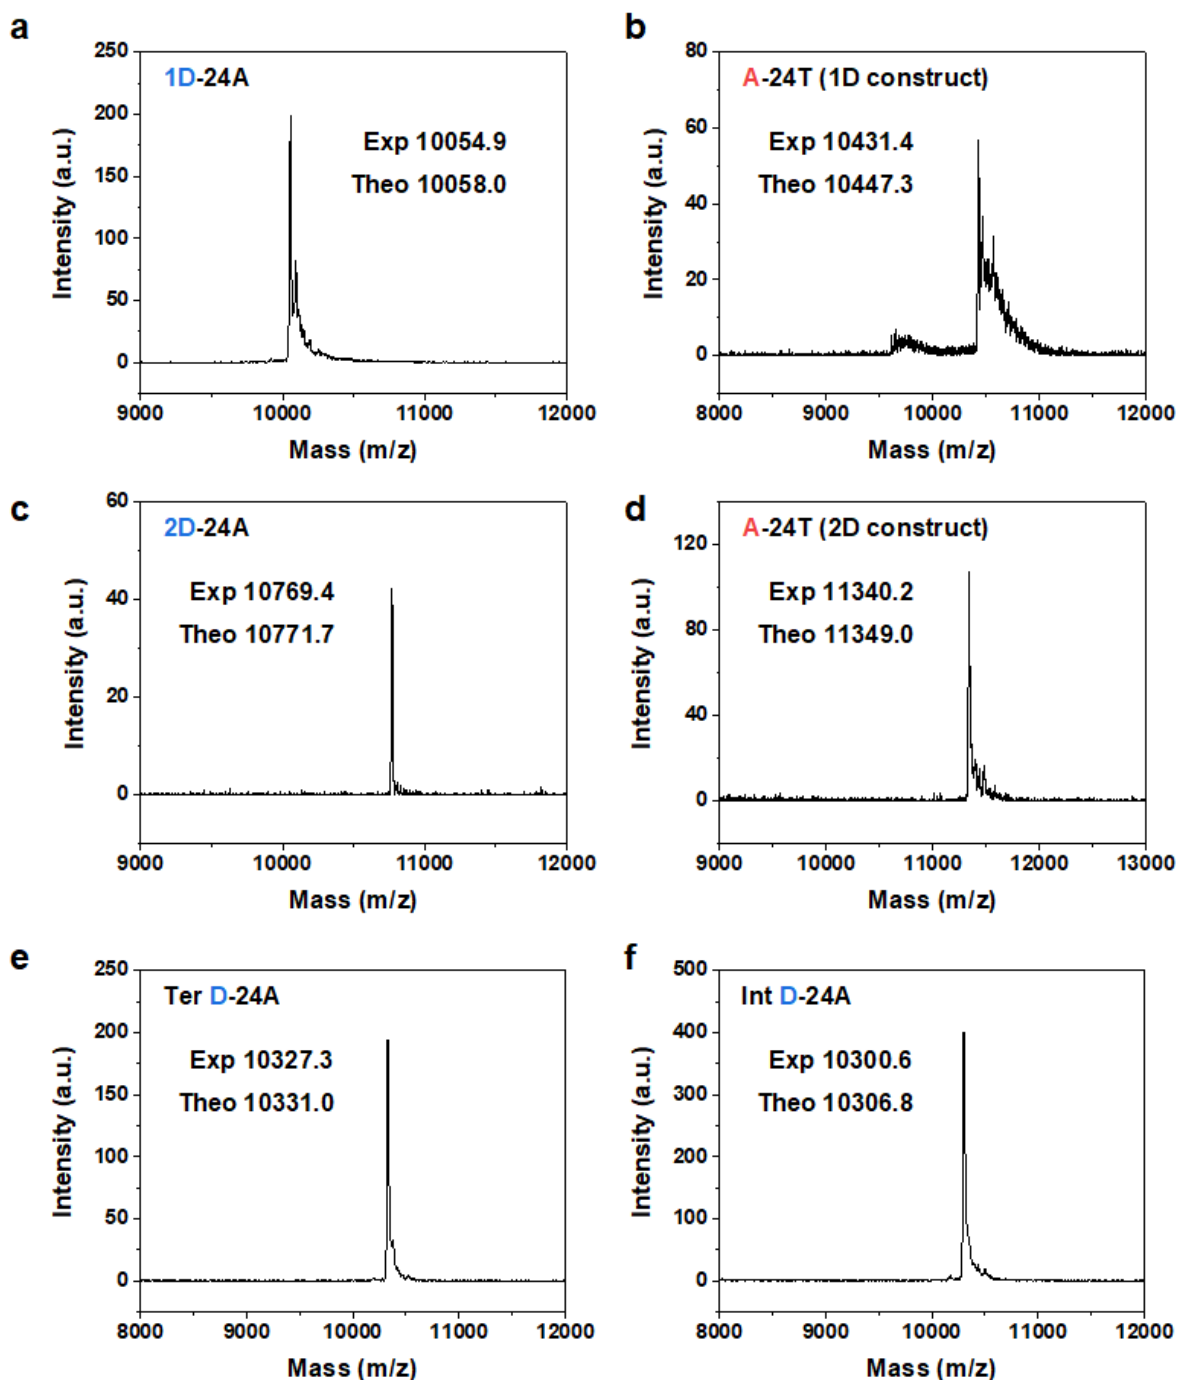 a
250
200
150
100
50
0
Intensity (a.u.)
1D-24A
Exp 10054.9
Theo 10058.0
9000 10000 11000 12000
Mass (m/z)
b
80
60
40
20
0
Intensity (a.u.)
A-24T (1D construct)
Exp 10431.4
Theo 10447.3
8000 9000 10000 11000 12000
Mass (m/z)
c
60
40
20
0
Intensity (a.u.)
2D-24A
Exp 10769.4
Theo 10771.7
9000 10000 11000 12000
Mass (m/z)
d
120
80
40
0
Intensity (a.u.)
A-24T (2D construct)
Exp 11340.2
Theo 11349.0
9000 10000 11000 12000 13000
Mass (m/z)
e
250
200
150
100
50
0
Intensity (a.u.)
Ter D-24A
Exp 10327.3
Theo 10331.0
8000 9000 10000 11000 12000
Mass (m/z)
f
500
400
300
200
100
0
Intensity (a.u.)
Int D-24A
Exp 10300.6
Theo 10306.8
8000 9000 10000 11000 12000
Mass (m/z)